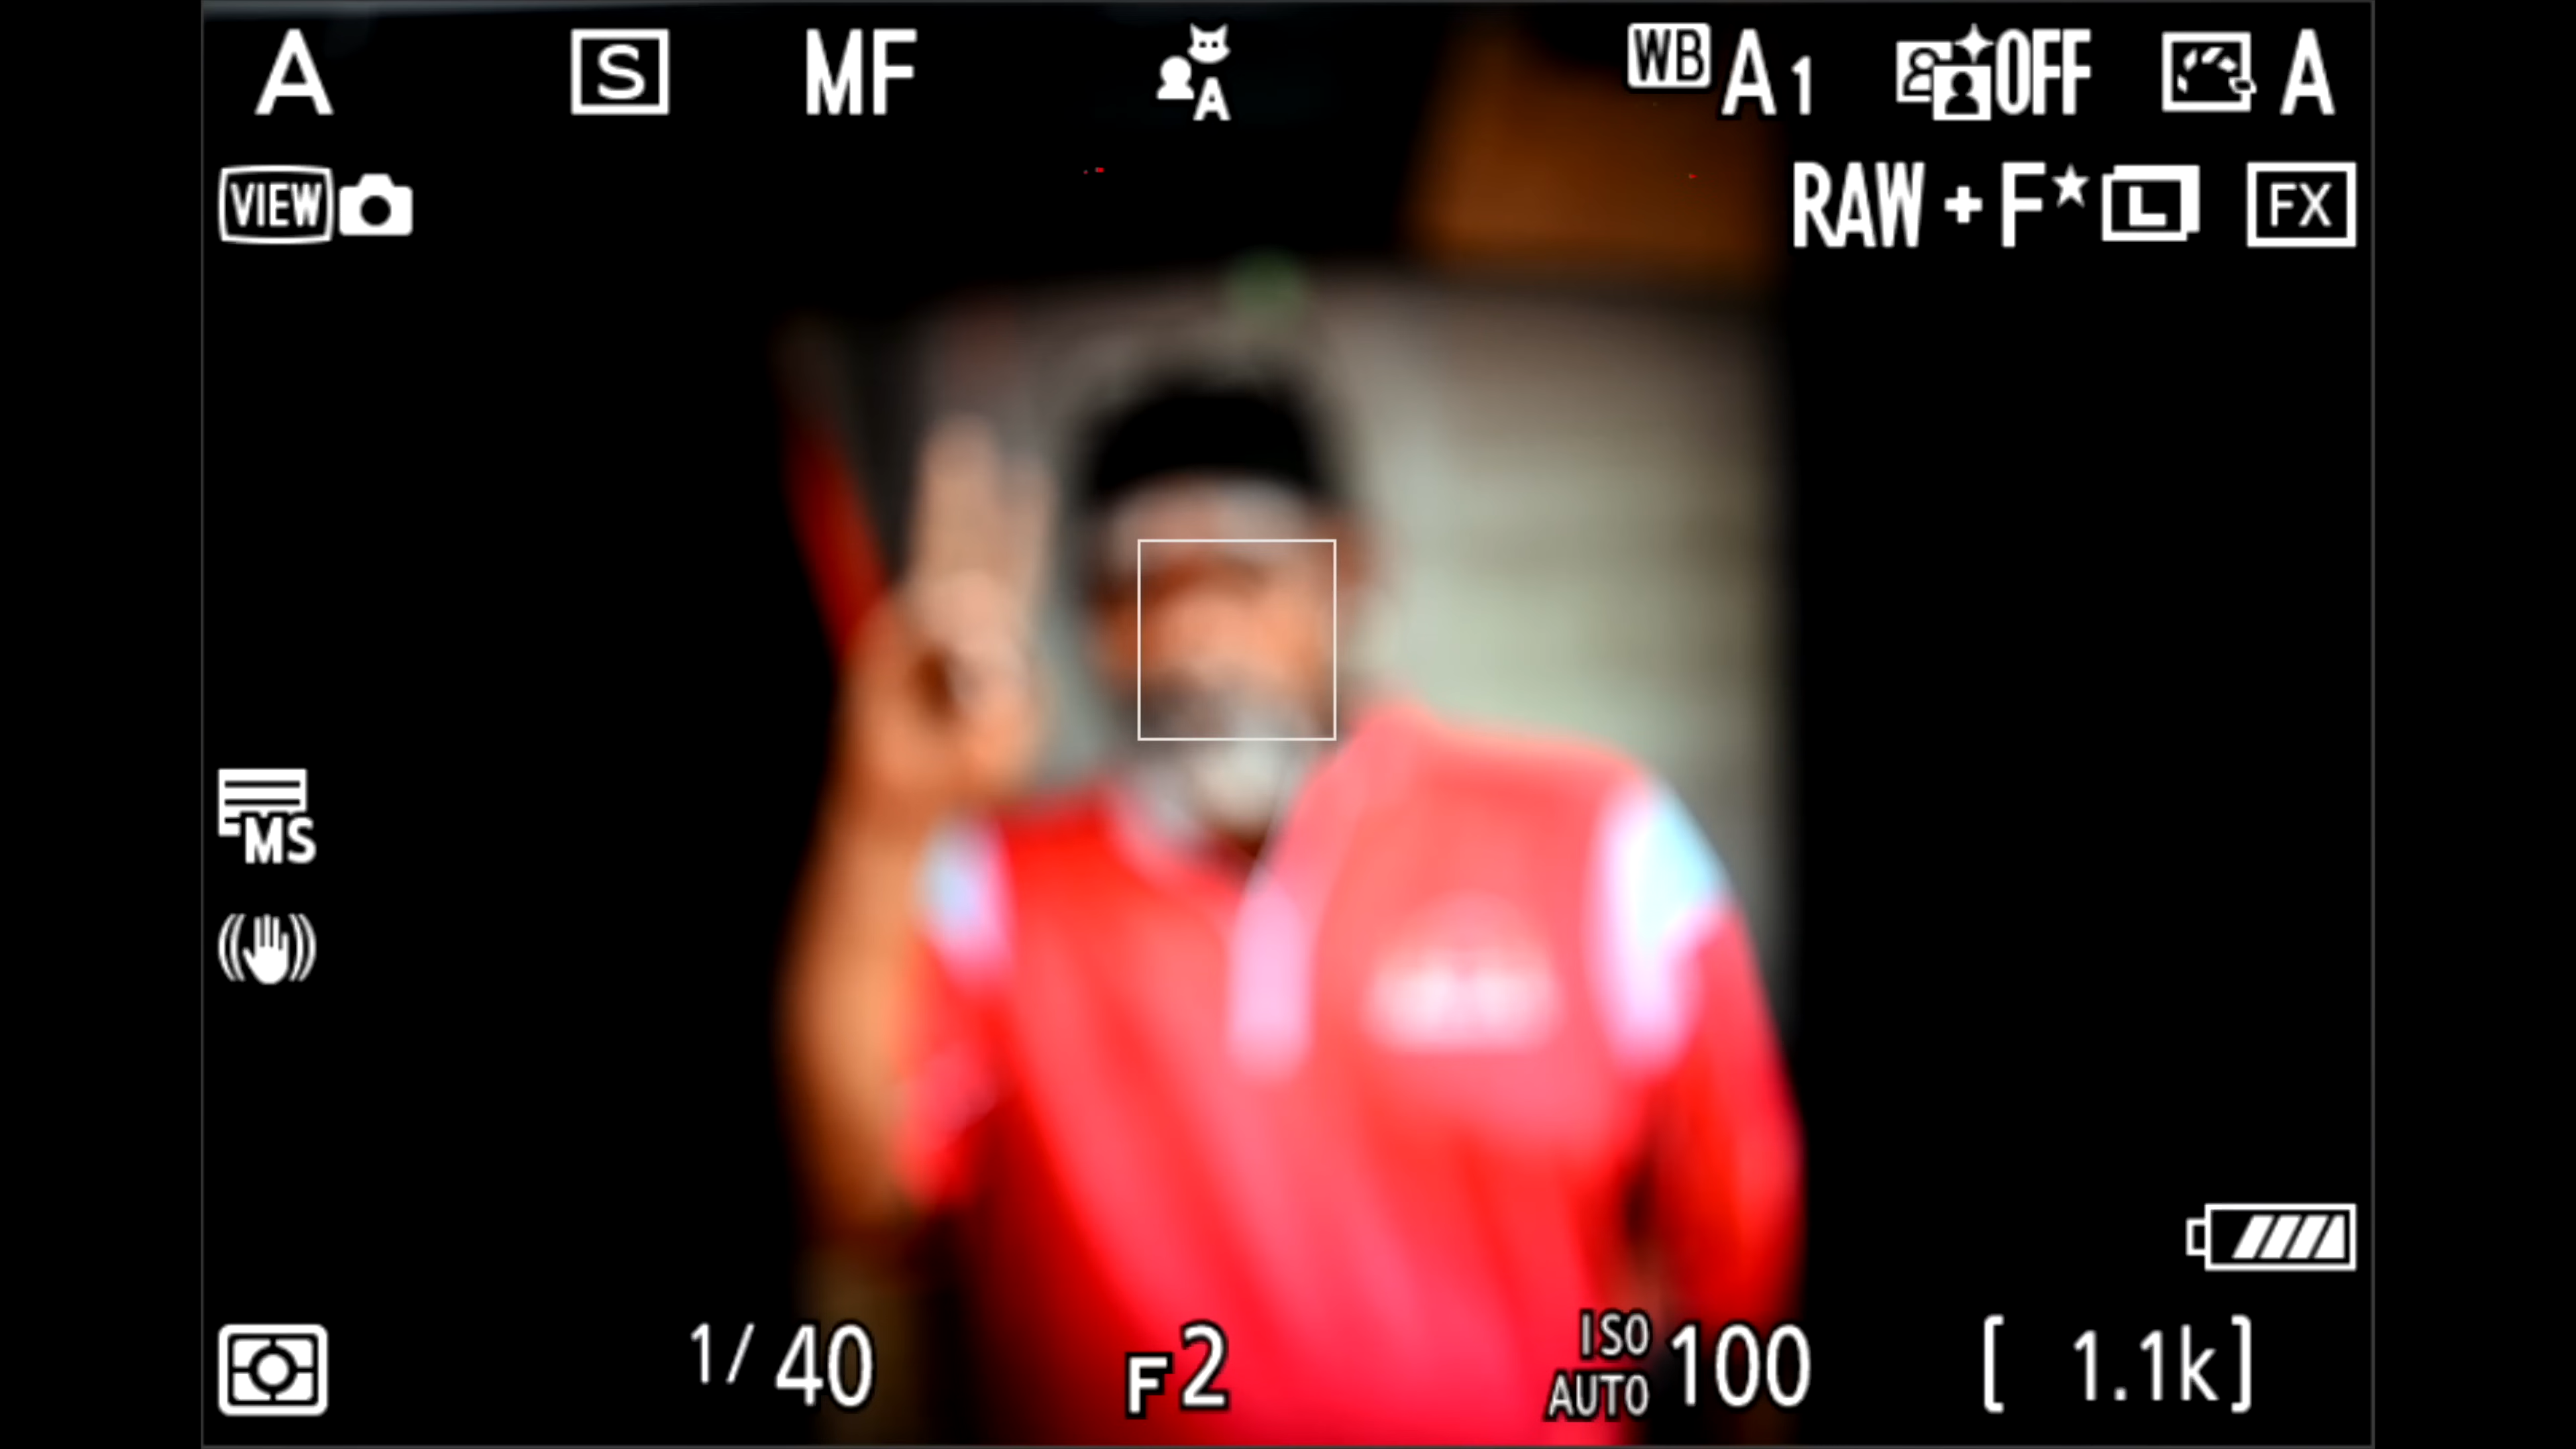 A S MF A WB A1 OFF A
VIEW RAW + F★ L FX
MS
1/40 F2 ISO AUTO 100 [ 1.1k]